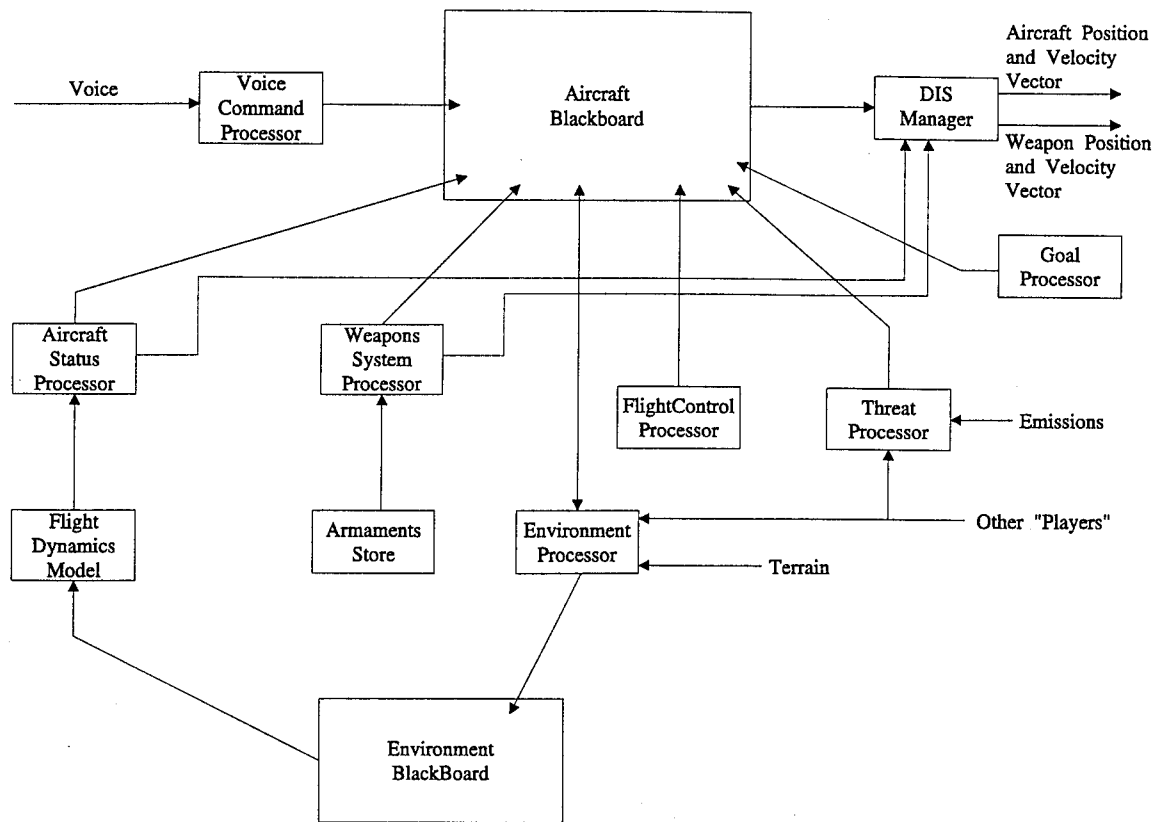 Voice
Voice
Command
Processor
Aircraft
Blackboard
DIS
Manager
Aircraft Position
and Velocity
Vector
Weapon Position
and Velocity
Vector
Goal
Processor
Aircraft
Status
Processor
Weapons
System
Processor
FlightControl
Processor
Threat
Processor
Emissions
Flight
Dynamics
Model
Armaments
Store
Environment
Processor
Other "Players"
Terrain
Environment
BlackBoard